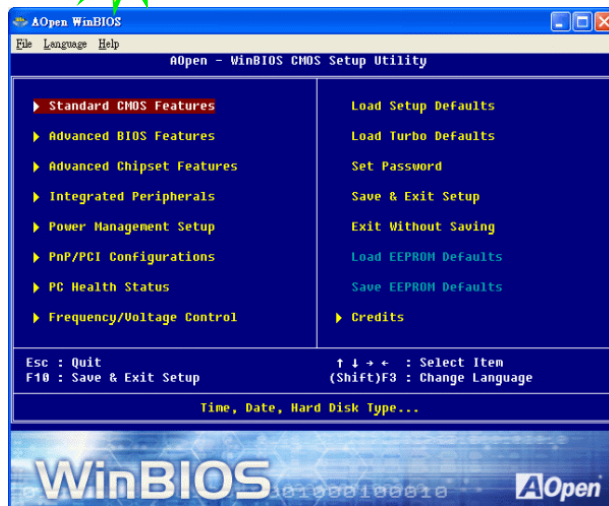 AOpen WinBIOS
File Language Help
AOpen - WinBIOS CMOS Setup Utility
Standard CMOS Features
Advanced BIOS Features
Advanced Chipset Features
Integrated Peripherals
Power Management Setup
PnP/PCI Configurations
PC Health Status
Frequency/Voltage Control
Load Setup Defaults
Load Turbo Defaults
Set Password
Save & Exit Setup
Exit Without Saving
Load EEPROM Defaults
Save EEPROM Defaults
Credits
Esc : Quit
F10 : Save & Exit Setup
↑ ↓ → ← : Select Item
(Shift)F3 : Change Language
Time, Date, Hard Disk Type...
WinBIOS
AOpen